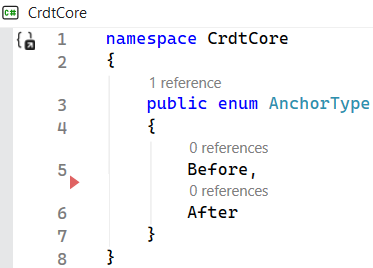 C# CrdtCore
1 namespace CrdtCore
2 {
1 reference
3 public enum AnchorType
4 {
0 references
5 Before,
0 references
6 After
7 }
8 }